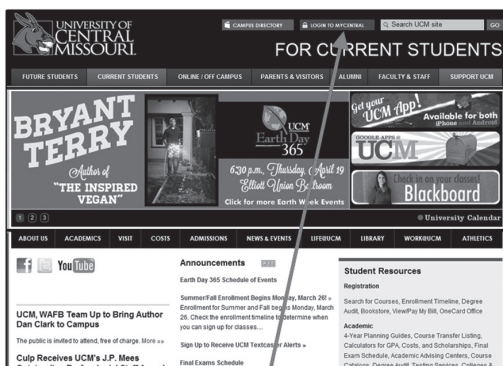 UNIVERSITY OF
CENTRAL
MISSOURI.
CAMPUS DIRECTORY
LOGIN TO MYCENTRAL
Search UCM site
GO
FOR CURRENT STUDENTS
FUTURE STUDENTS CURRENT STUDENTS ONLINE / OFF CAMPUS PARENTS & VISITORS ALUMNI FACULTY & STAFF SUPPORT UCM
BRYANT
TERRY
Author of
"THE INSPIRED
VEGAN"
UCM
Earth Day
365
6:30 p.m., Thursday, April 19
Elliott Union Ballroom
Click for more Earth Week Events
Get your
UCM App!
Available for both
iPhone and Android
GOOGLE APPS @
UCM
Check in on your classes!
Blackboard
1 2 3
University Calendar
ABOUT US ACADEMICS VISIT COSTS ADMISSIONS NEWS & EVENTS LIFE@UCM LIBRARY WORK@UCM ATHLETICS
You Tube
UCM, WAFB Team Up to Bring Author
Dan Clark to Campus
The public is invited to attend, free of charge. More »»
Culp Receives UCM's J.P. Mees
Announcements
Earth Day 365 Schedule of Events
Summer/Fall Enrollment Begins Monday, March 26! »
Enrollment for Summer and Fall begins Monday, March
26. Check the enrollment timeline to determine when
you can sign up for classes...
Sign Up to Receive UCM Textcaster Alerts »
Final Exams Schedule
Student Resources
Registration
Search for Courses, Enrollment Timeline, Degree
Audit, Bookstore, View/Pay My Bill, OneCard Office
Academic
4-Year Planning Guides, Course Transfer Listing,
Calculators for GPA, Costs, and Scholarships, Final
Exam Schedule, Academic Advising Centers, Course